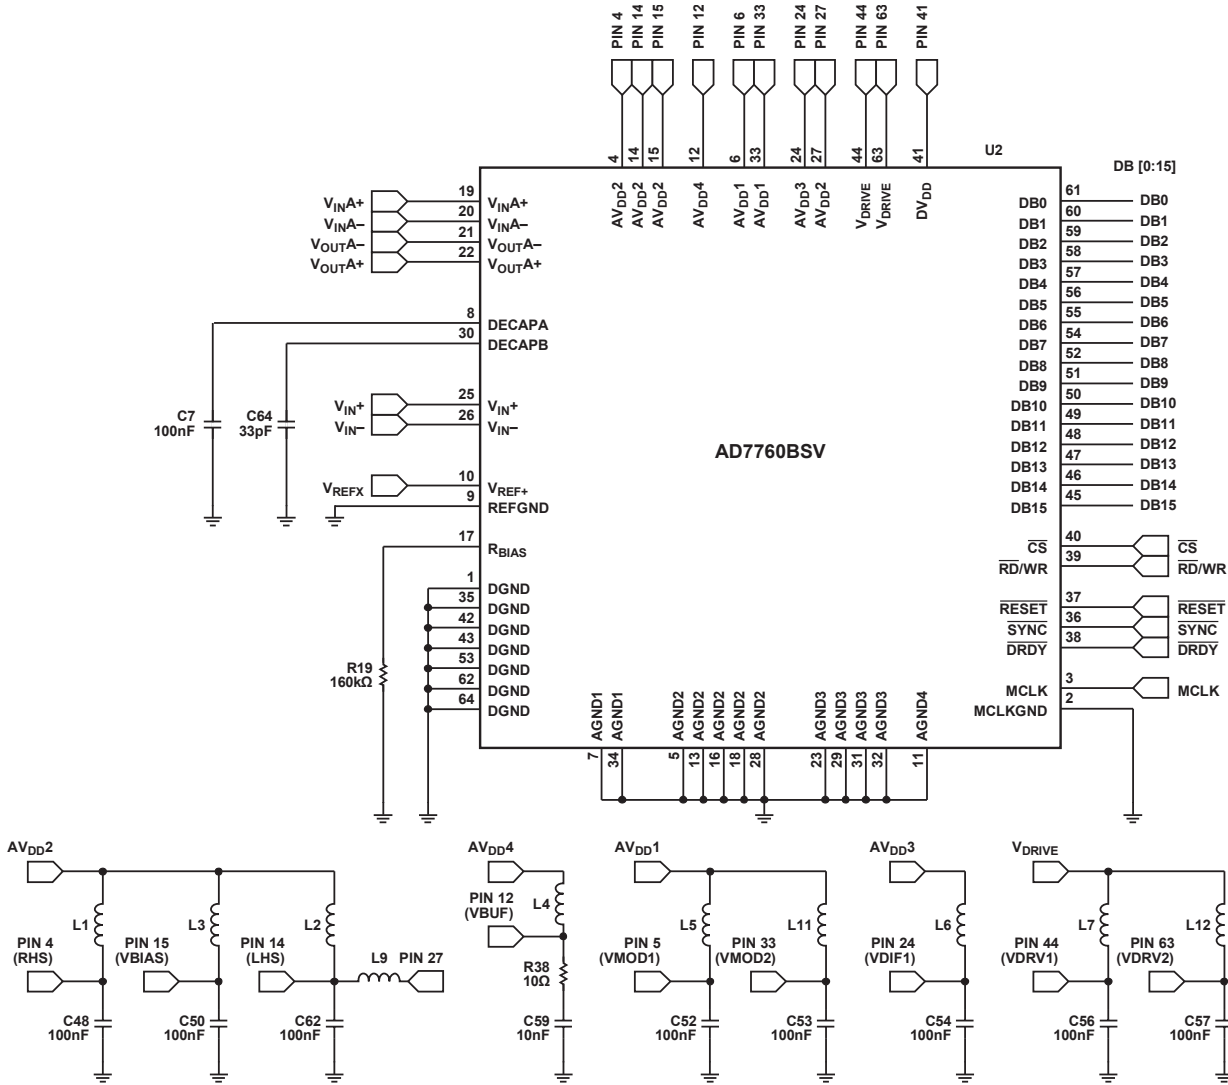 PIN 4
PIN 14
PIN 15
PIN 12
PIN 6
PIN 33
PIN 24
PIN 27
PIN 44
PIN 63
PIN 41
4
14
15
12
6
33
24
27
44
63
41
U2
DB [0:15]
AVDD2
AVDD2
AVDD2
AVDD4
AVDD1
AVDD1
AVDD3
AVDD2
VDRIVE
VDRIVE
DVDD
VINA+ 19 VINA+
VINA– 20 VINA–
VOUTA– 21 VOUTA–
VOUTA+ 22 VOUTA+
8 DECAPA
30 DECAPB
C7
100nF
C64
33pF
VIN+ 25 VIN+
VIN– 26 VIN–
VREFX 10 VREF+
9 REFGND
17 RBIAS
R19
160kΩ
1 DGND
35 DGND
42 DGND
43 DGND
53 DGND
62 DGND
64 DGND
AD7760BSV
DB0 61 DB0
DB1 60 DB1
DB2 59 DB2
DB3 58 DB3
DB4 57 DB4
DB5 56 DB5
DB6 55 DB6
DB7 54 DB7
DB8 52 DB8
DB9 51 DB9
DB10 50 DB10
DB11 49 DB11
DB12 48 DB12
DB13 47 DB13
DB14 46 DB14
DB15 45 DB15
CS 40 CS
RD/WR 39 RD/WR
RESET 37 RESET
SYNC 36 SYNC
DRDY 38 DRDY
MCLK 3 MCLK
MCLKGND 2
AGND1
AGND1
AGND2
AGND2
AGND2
AGND2
AGND2
AGND3
AGND3
AGND3
AGND3
AGND4
7
34
5
13
16
18
28
23
29
31
32
11
AVDD2
L1
L3
L2
PIN 4
(RHS)
PIN 15
(VBIAS)
PIN 14
(LHS)
L9
PIN 27
C48
100nF
C50
100nF
C62
100nF
AVDD4
PIN 12
(VBUF)
L4
R38
10Ω
C59
10nF
AVDD1
L5
L11
PIN 5
(VMOD1)
PIN 33
(VMOD2)
C52
100nF
C53
100nF
AVDD3
L6
PIN 24
(VDIF1)
C54
100nF
VDRIVE
L7
L12
PIN 44
(VDRV1)
PIN 63
(VDRV2)
C56
100nF
C57
100nF